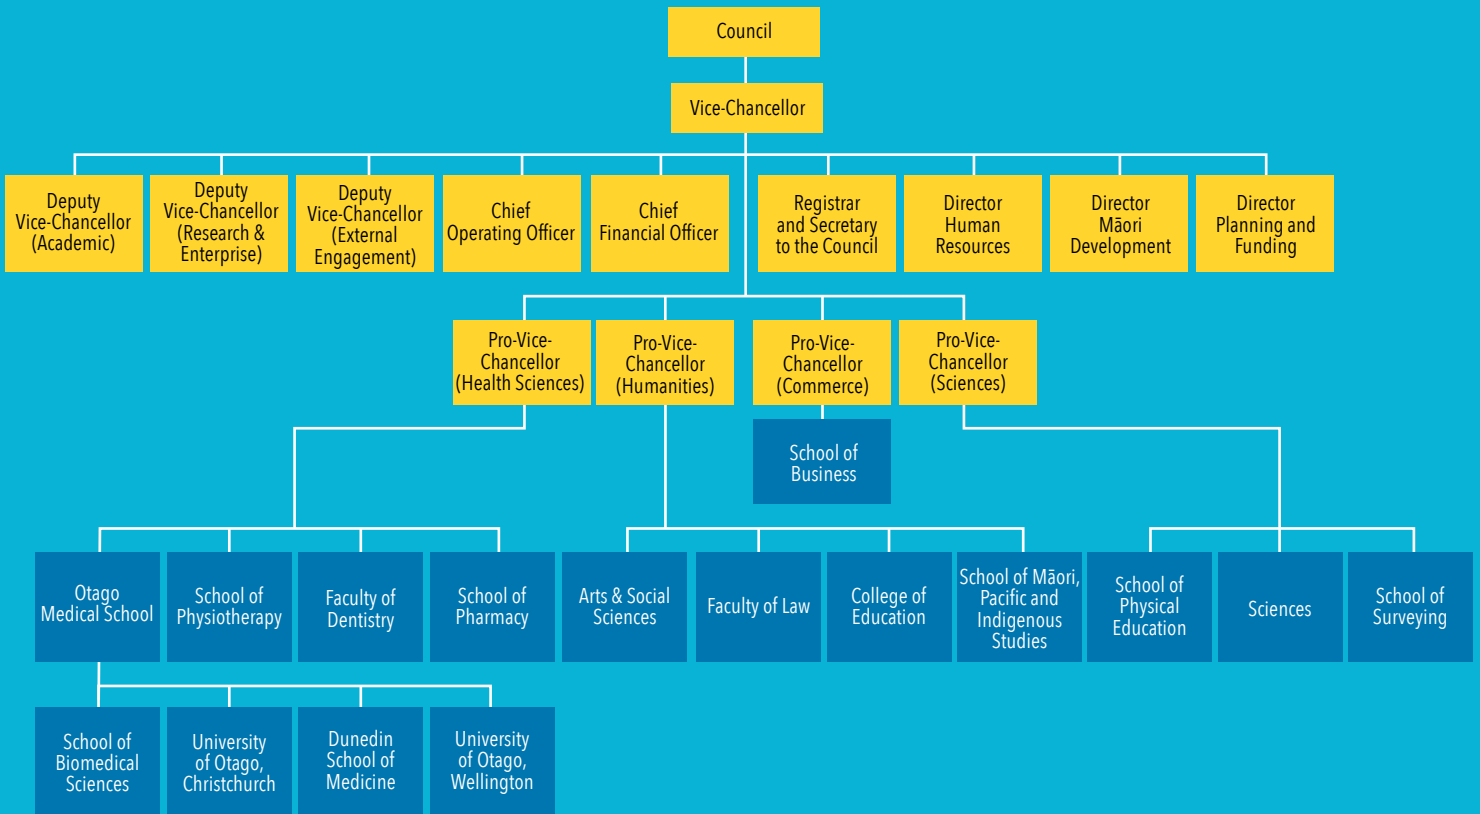 Council
Vice-Chancellor
Deputy
Vice-Chancellor
(Academic)
Deputy
Vice-Chancellor
(Research &
Enterprise)
Deputy
Vice-Chancellor
(External
Engagement)
Chief
Operating Officer
Chief
Financial Officer
Registrar
and Secretary
to the Council
Director
Human
Resources
Director
Māori
Development
Director
Planning and
Funding
Pro-Vice-
Chancellor
(Health Sciences)
Pro-Vice-
Chancellor
(Humanities)
Pro-Vice-
Chancellor
(Commerce)
Pro-Vice-
Chancellor
(Sciences)
School of
Business
Otago
Medical School
School of
Physiotherapy
Faculty of
Dentistry
School of
Pharmacy
Arts & Social
Sciences
Faculty of Law
College of
Education
School of Māori,
Pacific and
Indigenous
Studies
School of
Physical
Education
Sciences
School of
Surveying
School of
Biomedical
Sciences
University
of Otago,
Christchurch
Dunedin
School of
Medicine
University
of Otago,
Wellington